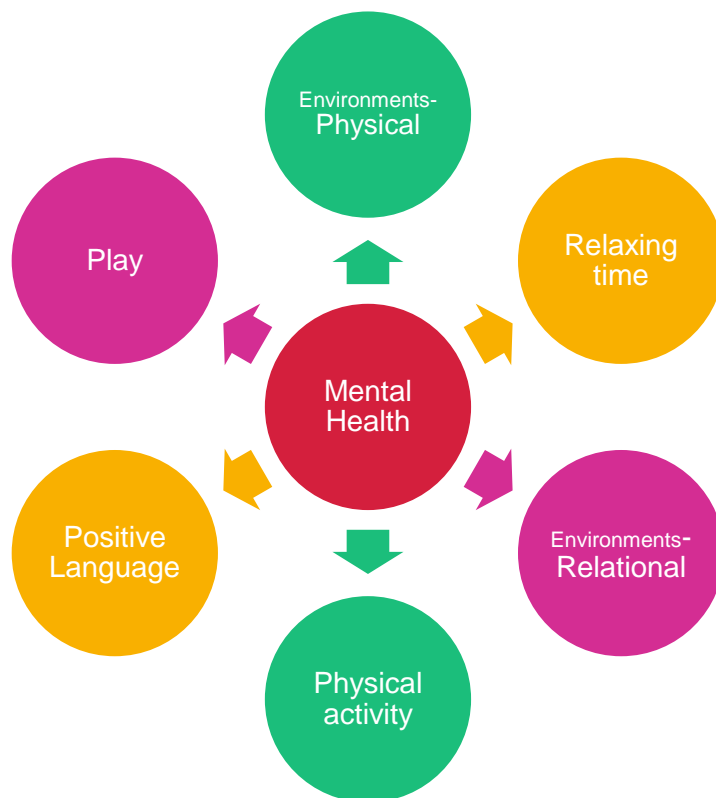 Environments-
Physical
Play
Relaxing
time
Mental
Health
Positive
Language
Environments-
Relational
Physical
activity